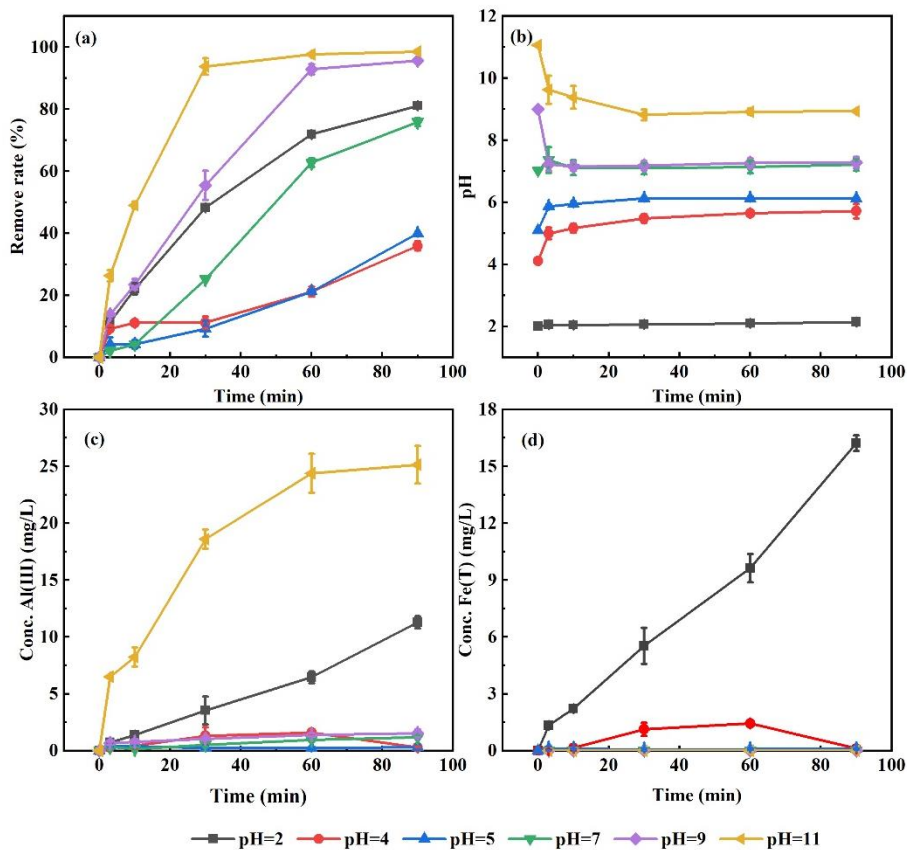 (a)
(b)
100
80
60
40
20
0
Remove rate (%)
12
10
8
6
4
2
0
pH
0 20 40 60 80 100
0 20 40 60 80 100
Time (min)
Time (min)
(c)
(d)
30
25
20
15
10
5
0
Conc. Al(III) (mg/L)
18
15
12
9
6
3
0
Conc. Fe(T) (mg/L)
0 20 40 60 80 100
0 20 40 60 80 100
Time (min)
Time (min)
pH=2 pH=4 pH=5 pH=7 pH=9 pH=11